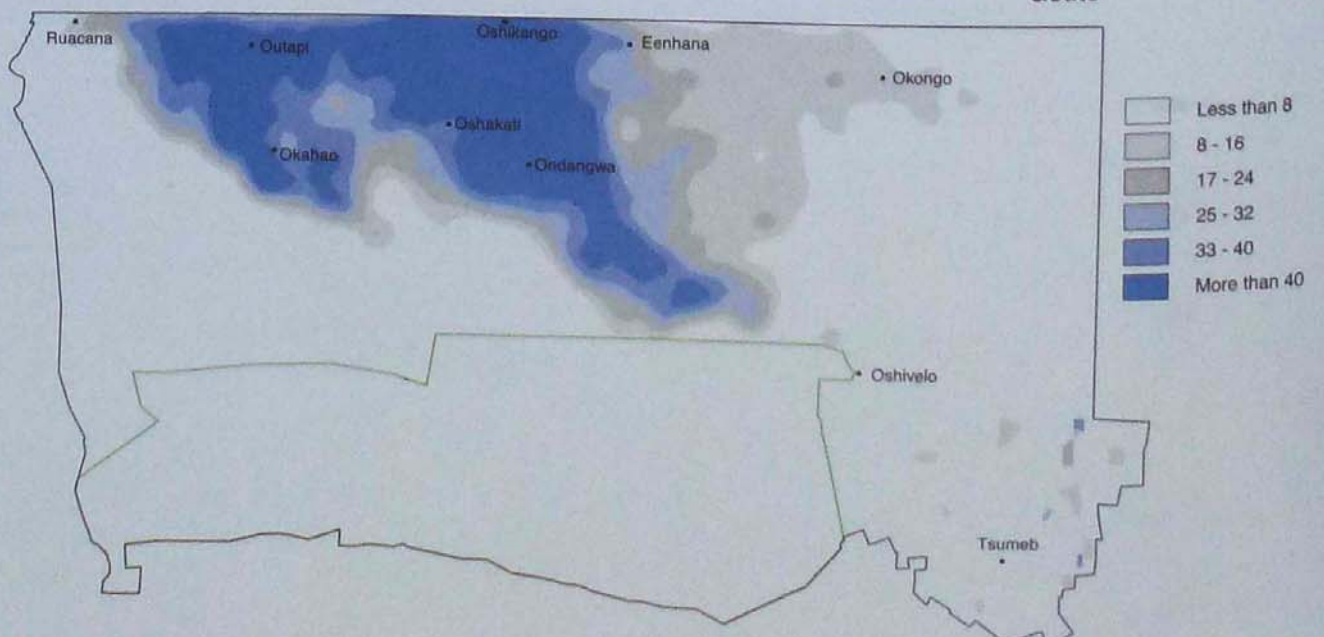 Ruacana
Outapi
Oshikango
Eenhana
Okongo
Oshakati
Okahao
Ondangwa
Oshivelo
Tsumeb
Less than 8
8 - 16
17 - 24
25 - 32
33 - 40
More than 40